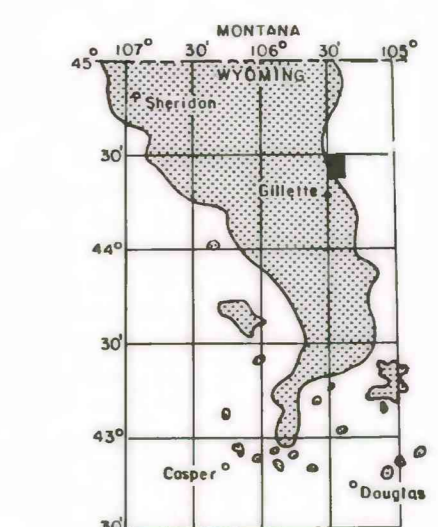 MONTANA
45° 107° 30' 106° 30' 105°
WYOMING
Sheridan
30'
Gillette
44°
30'
43°
Casper
Douglas
30'